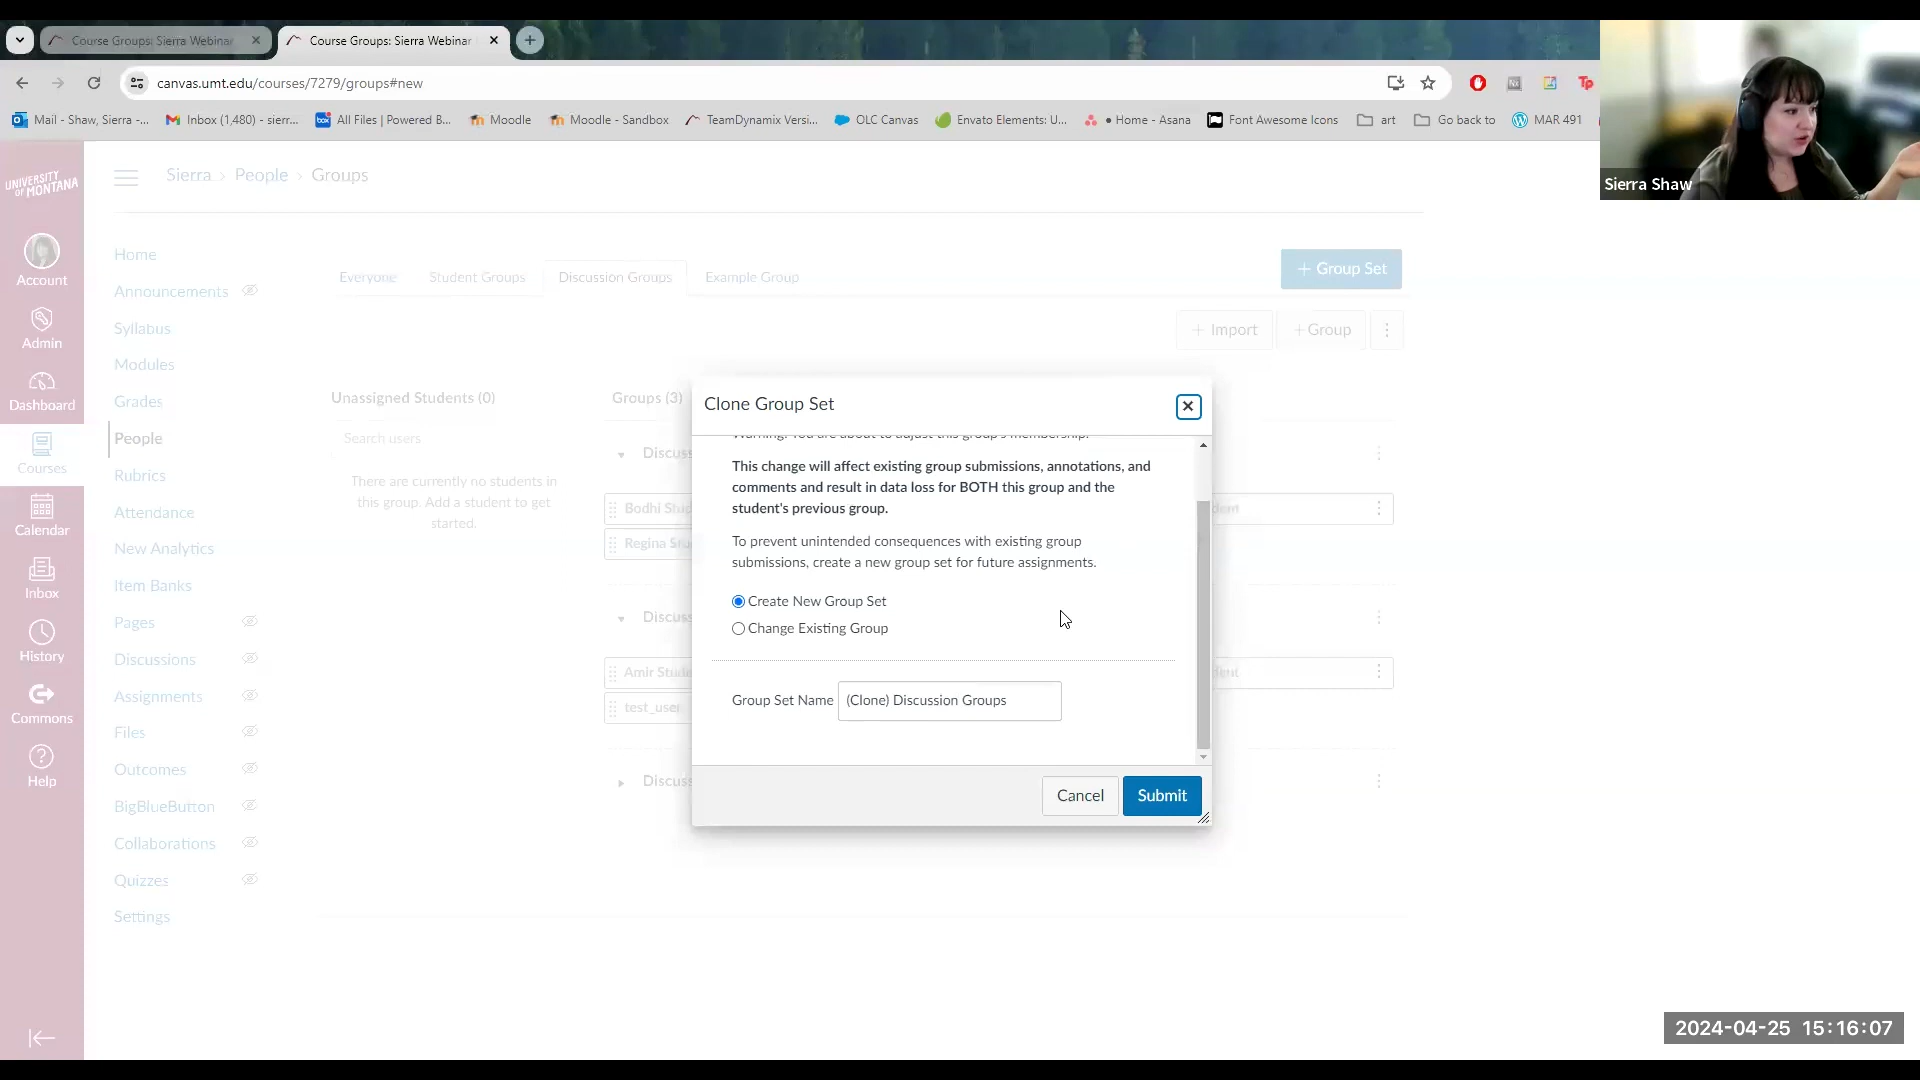 Course Groups: Sierra Webinar
Course Groups: Sierra Webinar
canvas.umt.edu/courses/7279/groups#new
Mail - Shaw, Sierra -...
Inbox (1,480) - sierr...
box
All Files | Powered B...
Moodle
Moodle - Sandbox
TeamDynamix Versi...
OLC Canvas
Envato Elements: U...
• Home - Asana
Font Awesome Icons
art
Go back to
MAR 491
Tp
Sierra Shaw
UNIVERSITY
OF MONTANA
Account
Admin
Dashboard
Courses
Calendar
Inbox
History
Commons
Help
Sierra › People › Groups
Home
Announcements
Syllabus
Modules
Grades
People
Rubrics
Attendance
New Analytics
Item Banks
Pages
Discussions
Assignments
Files
Outcomes
BigBlueButton
Collaborations
Quizzes
Settings
Everyone
Student Groups
Discussion Groups
Example Group
+ Group Set
+ Import
+ Group
Unassigned Students (0)
Search users
There are currently no students in
this group. Add a student to get
started.
Groups (3)
Discuss
Bodhi Stud
Regina Stu
Discuss
Amir Stude
test_user
Discuss
Clone Group Set
Warning: You are about to adjust this group's membership.
This change will affect existing group submissions, annotations, and
comments and result in data loss for BOTH this group and the
student's previous group.
To prevent unintended consequences with existing group
submissions, create a new group set for future assignments.
Create New Group Set
Change Existing Group
Group Set Name (Clone) Discussion Groups
Cancel
Submit
2024-04-25 15:16:07